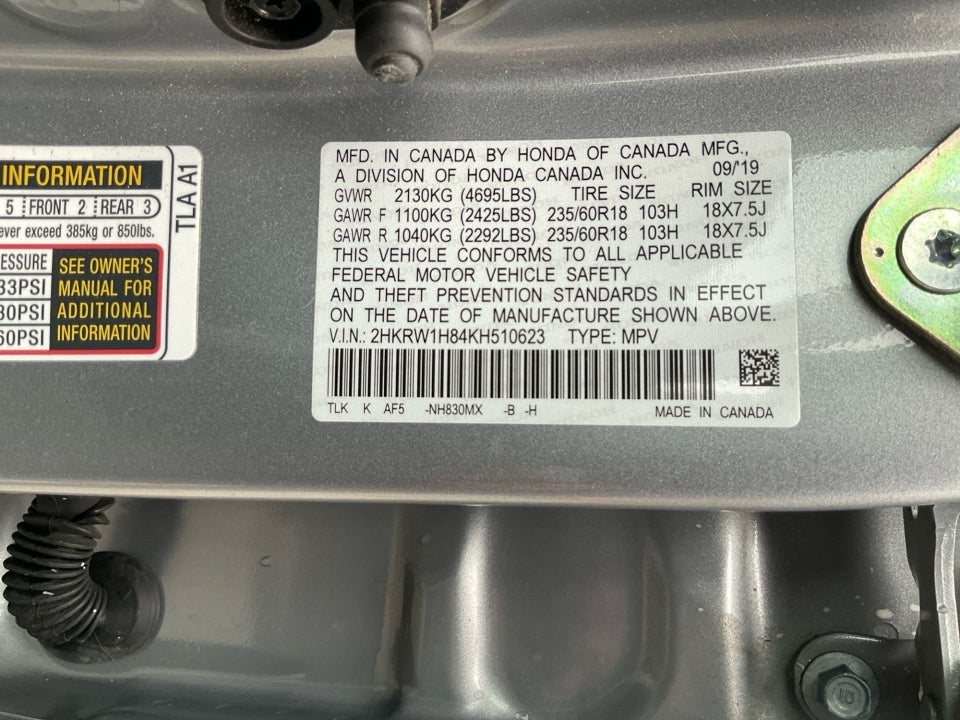 INFORMATION
5 FRONT 2 REAR 3
ever exceed 385kg or 850lbs.
ESSURE
33PSI
30PSI
60PSI
SEE OWNER'S
MANUAL FOR
ADDITIONAL
INFORMATION
TLA A1
MFD. IN CANADA BY HONDA OF CANADA MFG.,
A DIVISION OF HONDA CANADA INC. 09/'19
GVWR 2130KG (4695LBS) TIRE SIZE RIM SIZE
GAWR F 1100KG (2425LBS) 235/60R18 103H 18X7.5J
GAWR R 1040KG (2292LBS) 235/60R18 103H 18X7.5J
THIS VEHICLE CONFORMS TO ALL APPLICABLE
FEDERAL MOTOR VEHICLE SAFETY
AND THEFT PREVENTION STANDARDS IN EFFECT
ON THE DATE OF MANUFACTURE SHOWN ABOVE.
V.I.N.: 2HKRW1H84KH510623 TYPE: MPV
TLK K AF5 -NH830MX -B -H MADE IN CANADA
10